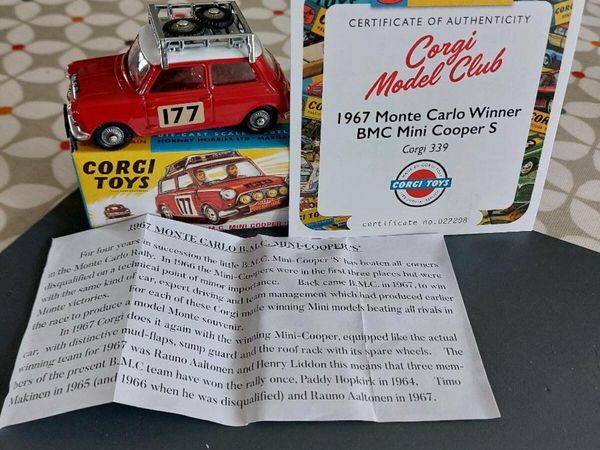 CERTIFICATE OF AUTHENTICITY
Corgi
Model Club
1967 Monte Carlo Winner
BMC Mini Cooper S
Corgi 339
CORGI TOYS
certificate no.027298
177
DIE-CAST SCALE MODEL
HORNBY HOBBIES LTD
CORGI
TOYS
1967 MONTE CARLO B.M.C. MINI-COOPER 'S'
For four years in succession the little B.M.C. Mini-Cooper 'S' has beaten all corners
in the Monte Carlo Rally. In 1966 the Mini-Coopers were in the first three places but were
disqualified on a technical point of minor importance. Back came B.M.C. in 1967, to win
with the same kind of car, expert driving and team management which had produced earlier
Monte victories. For each of these Corgi made winning Mini models beating all rivals in
the race to produce a model Monte souvenir.
In 1967 Corgi does it again with the winning Mini-Cooper, equipped like the actual
car, with distinctive mud-flaps, sump guard and the roof rack with its spare wheels. The
winning team for 1967 was Rauno Aaltonen and Henry Liddon this means that three mem-
bers of the present B.M.C team have won the rally once, Paddy Hopkirk in 1964, Timo
Makinen in 1965 (and 1966 when he was disqualified) and Rauno Aaltonen in 1967.